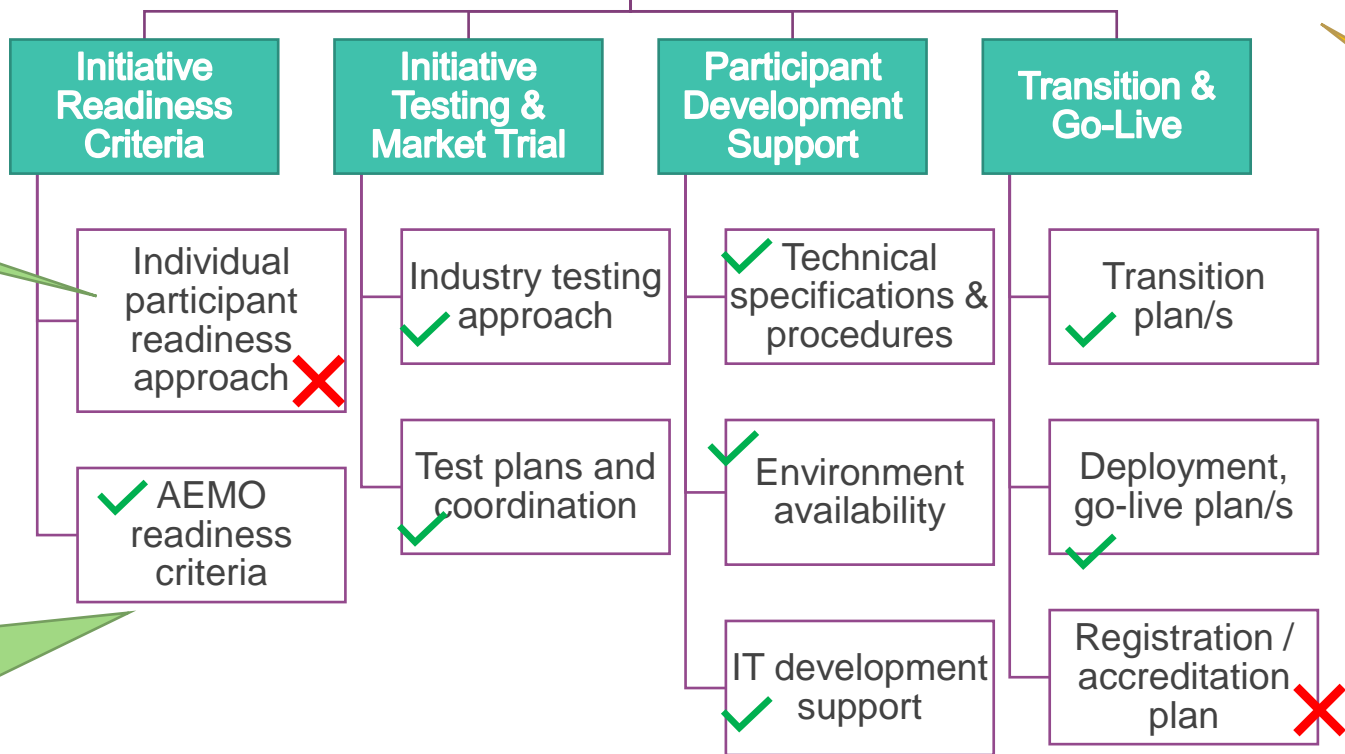 Initiative
Readiness
Criteria
Initiative
Testing &
Market Trial
Participant
Development
Support
Transition &
Go-Live
Individual
participant
readiness
approach
AEMO
readiness
criteria
Industry testing
approach
Test plans and
coordination
Technical
specifications &
procedures
Environment
availability
IT development
support
Transition
plan/s
Deployment,
go-live plan/s
Registration /
accreditation
plan